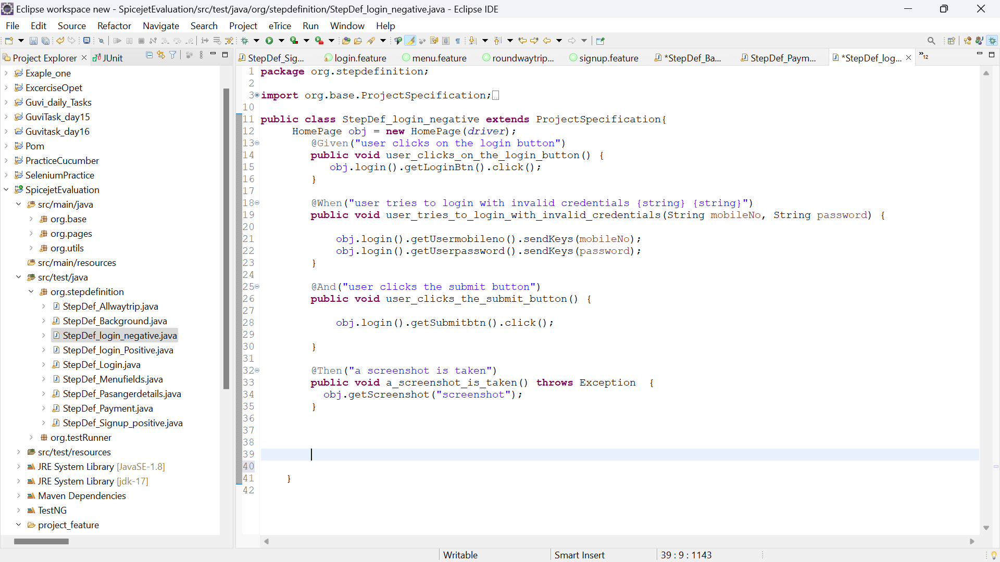 Eclipse workspace new - SpicejetEvaluation/src/test/java/org/stepdefinition/StepDef_login_negative.java - Eclipse IDE
File Edit Source Refactor Navigate Search Project eTrice Run Window Help
Project Explorer JUnit
StepDef_Sig... login.feature menu.feature roundwaytrip... signup.feature *StepDef_Ba... StepDef_Paym... *StepDef_log... »12
Exaple_one
ExcerciseOpet
Guvi_daily_Tasks
GuviTask_day15
Guvitask_day16
Pom
PracticeCucumber
SeleniumPractice
SpicejetEvaluation
src/main/java
org.base
org.pages
org.utils
src/main/resources
src/test/java
org.stepdefinition
StepDef_Allwaytrip.java
StepDef_Background.java
StepDef_login_negative.java
StepDef_login_Positive.java
StepDef_Login.java
StepDef_Menufields.java
StepDef_Pasangerdetails.java
StepDef_Payment.java
StepDef_Signup_positive.java
org.testRunner
src/test/resources
JRE System Library [JavaSE-1.8]
JRE System Library [jdk-17]
Maven Dependencies
TestNG
project_feature
1 package org.stepdefinition;
2
3 import org.base.ProjectSpecification;
10
11 public class StepDef_login_negative extends ProjectSpecification{
12 HomePage obj = new HomePage(driver);
13 @Given("user clicks on the login button")
14 public void user_clicks_on_the_login_button() {
15 obj.login().getLoginBtn().click();
16 }
17
18 @When("user tries to login with invalid credentials {string} {string}")
19 public void user_tries_to_login_with_invalid_credentials(String mobileNo, String password) {
20
21 obj.login().getUsermobileno().sendKeys(mobileNo);
22 obj.login().getUserpassword().sendKeys(password);
23 }
24
25 @And("user clicks the submit button")
26 public void user_clicks_the_submit_button() {
27
28 obj.login().getSubmitbtn().click();
29
30 }
31
32 @Then("a screenshot is taken")
33 public void a_screenshot_is_taken() throws Exception {
34 obj.getScreenshot("screenshot");
35 }
36
37
38
39
40
41 }
42
Writable Smart Insert 39 : 9 : 1143